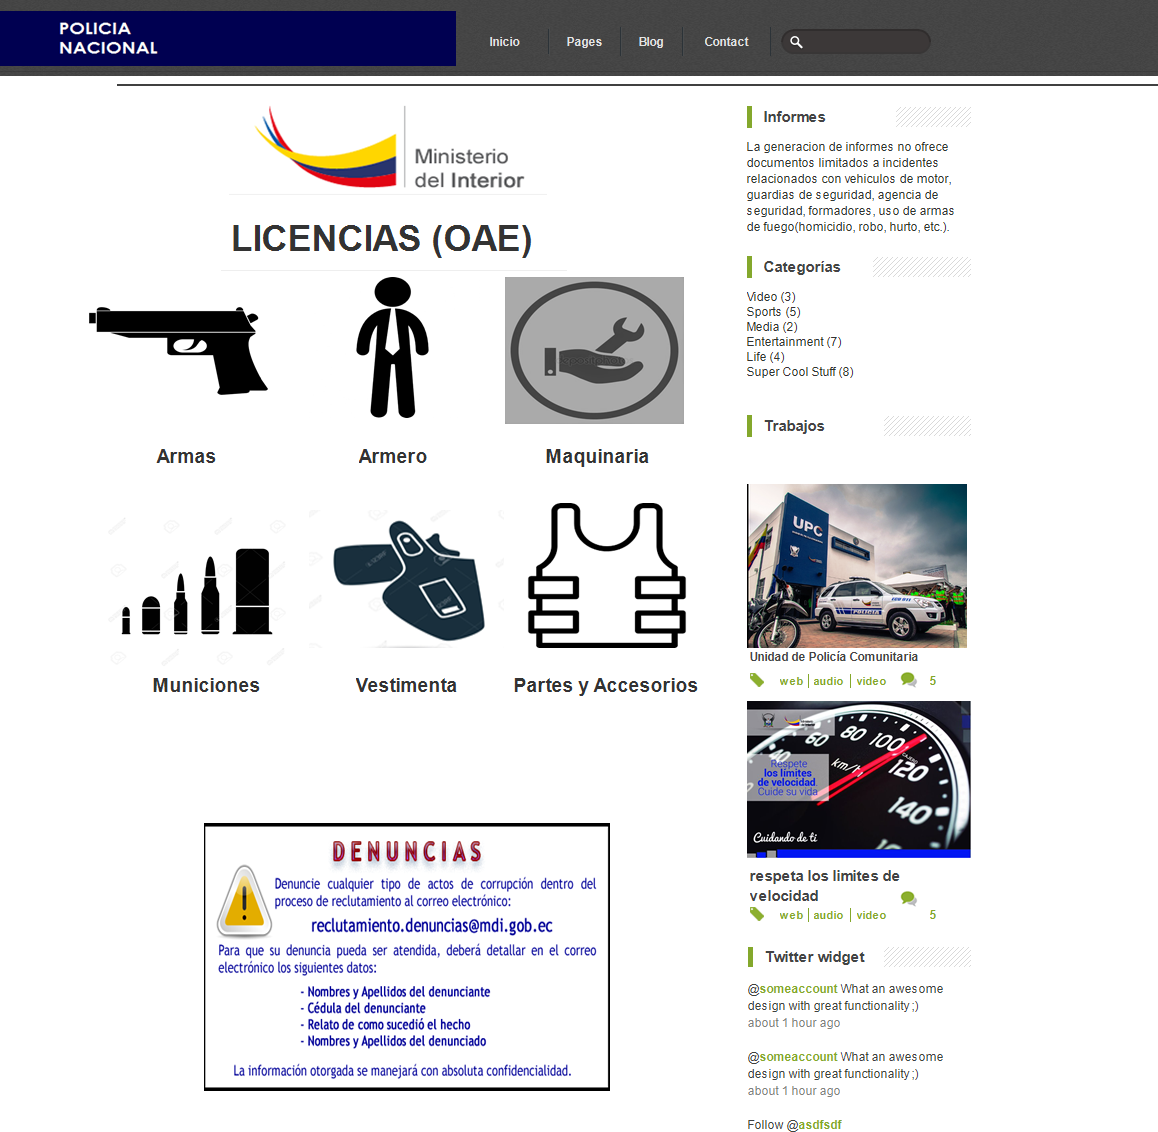 POLICIA
NACIONAL
Inicio
Pages
Blog
Contact
Ministerio
del Interior
LICENCIAS (OAE)
Armas
Armero
Maquinaria
Municiones
Vestimenta
Partes y Accesorios
DENUNCIAS
Denuncie cualquier tipo de actos de corrupción dentro del
proceso de reclutamiento al correo electrónico:
reclutamiento.denuncias@mdi.gob.ec
Para que su denuncia pueda ser atendida, deberá detallar en el correo
electrónico los siguientes datos:
- Nombres y Apellidos del denunciante
- Cédula del denunciante
- Relato de como sucedió el hecho
- Nombres y Apellidos del denunciado
La información otorgada se manejará con absoluta confidencialidad.
Informes
La generacion de informes no ofrece
documentos limitados a incidentes
relacionados con vehiculos de motor,
guardias de seguridad, agencia de
seguridad, formadores, uso de armas
de fuego(homicidio, robo, hurto, etc.).
Categorías
Video (3)
Sports (5)
Media (2)
Entertainment (7)
Life (4)
Super Cool Stuff (8)
Trabajos
UPC
POLICIA
Unidad de Policía Comunitaria
web | audio | video 5
60 80 100 120 140
km/h
Respete
los límites
de velocidad.
Cuide su vida
Cuidando de ti
respeta los limites de
velocidad
web | audio | video 5
Twitter widget
@someaccount What an awesome
design with great functionality ;)
about 1 hour ago
@someaccount What an awesome
design with great functionality ;)
about 1 hour ago
Follow @asdfsdf